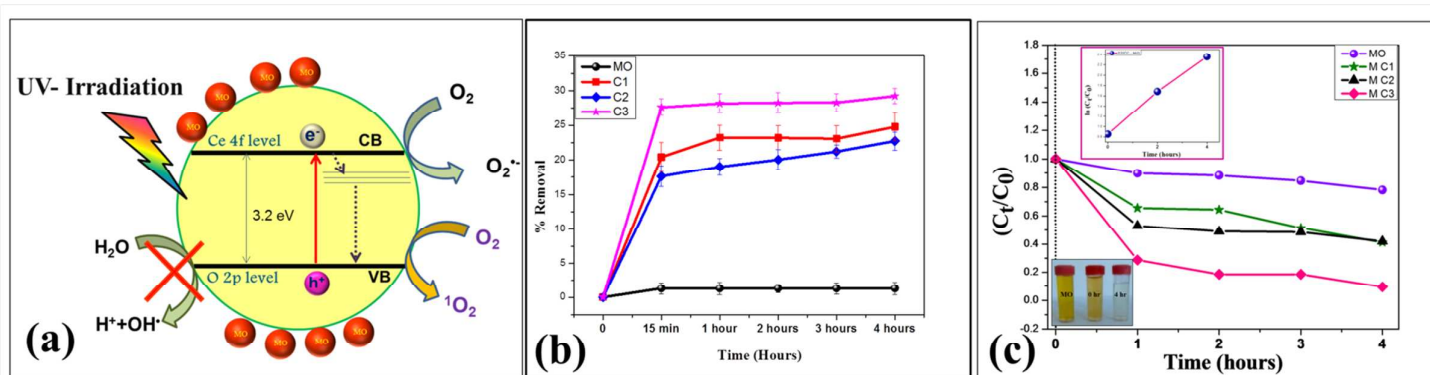 UV- Irradiation
MO
MO
MO
MO
MO
O2
Ce 4f level
e-
CB
O2•-
3.2 eV
H2O
O2
O 2p level
h+
VB
1O2
H++OH•
MO
MO
MO
MO
(a)
35
30
25
20
15
10
5
0
% Removal
MO
C1
C2
C3
0
15 min
1 hour
2 hours
3 hours
4 hours
Time (Hours)
(b)
1.8
1.6
1.4
1.2
1.0
0.8
0.6
0.4
0.2
0.0
-0.2
(Ct/C0)
MO
M C1
M C2
M C3
ln (Ct/C0)
0
2
4
Time (hours)
MO
0 hr
4 hr
0
1
2
3
4
Time (hours)
(c)